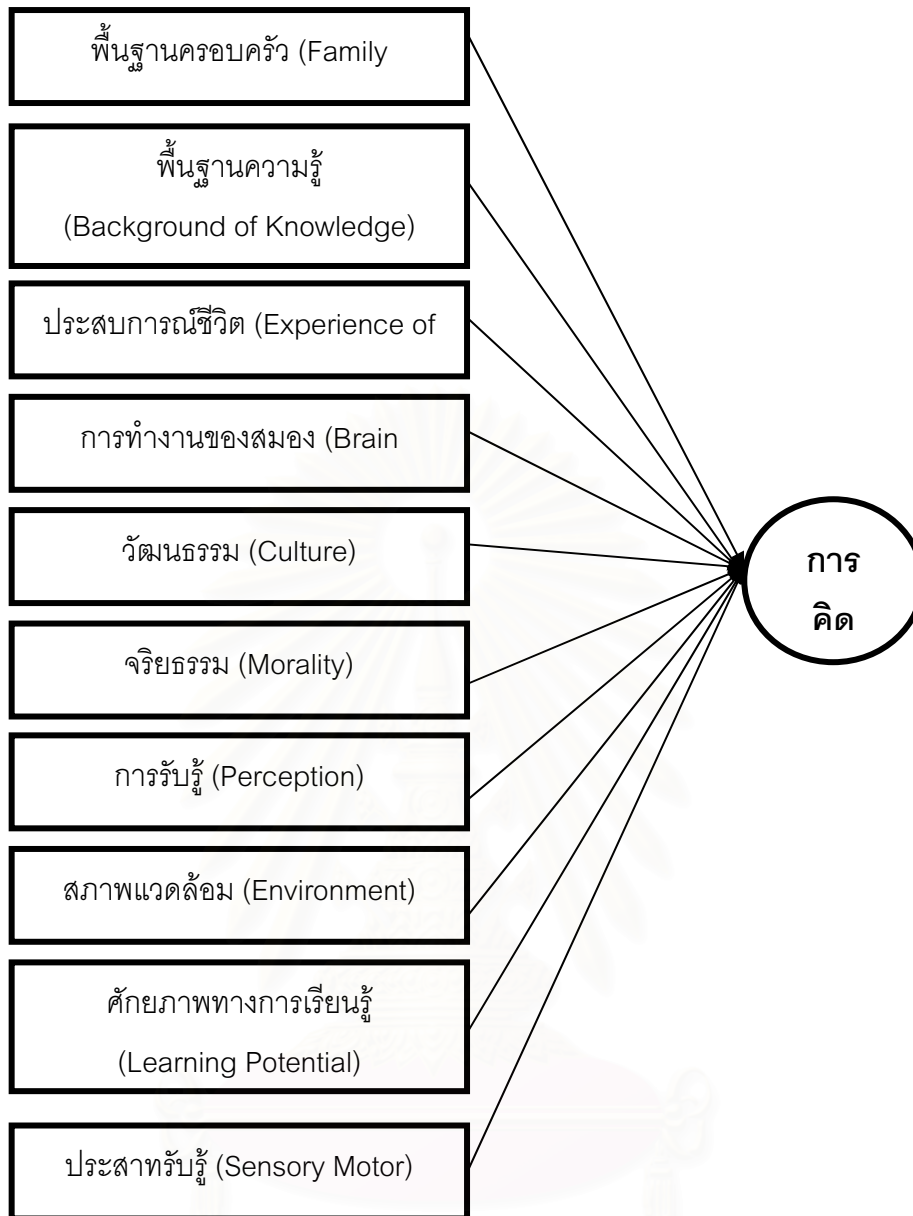 พื้นฐานครอบครัว (Family
พื้นฐานความรู้
(Background of Knowledge)
ประสบการณ์ชีวิต (Experience of
การทำงานของสมอง (Brain
วัฒนธรรม (Culture)
จริยธรรม (Morality)
การรับรู้ (Perception)
สภาพแวดล้อม (Environment)
ศักยภาพทางการเรียนรู้
(Learning Potential)
ประสาทรับรู้ (Sensory Motor)
การ
คิด